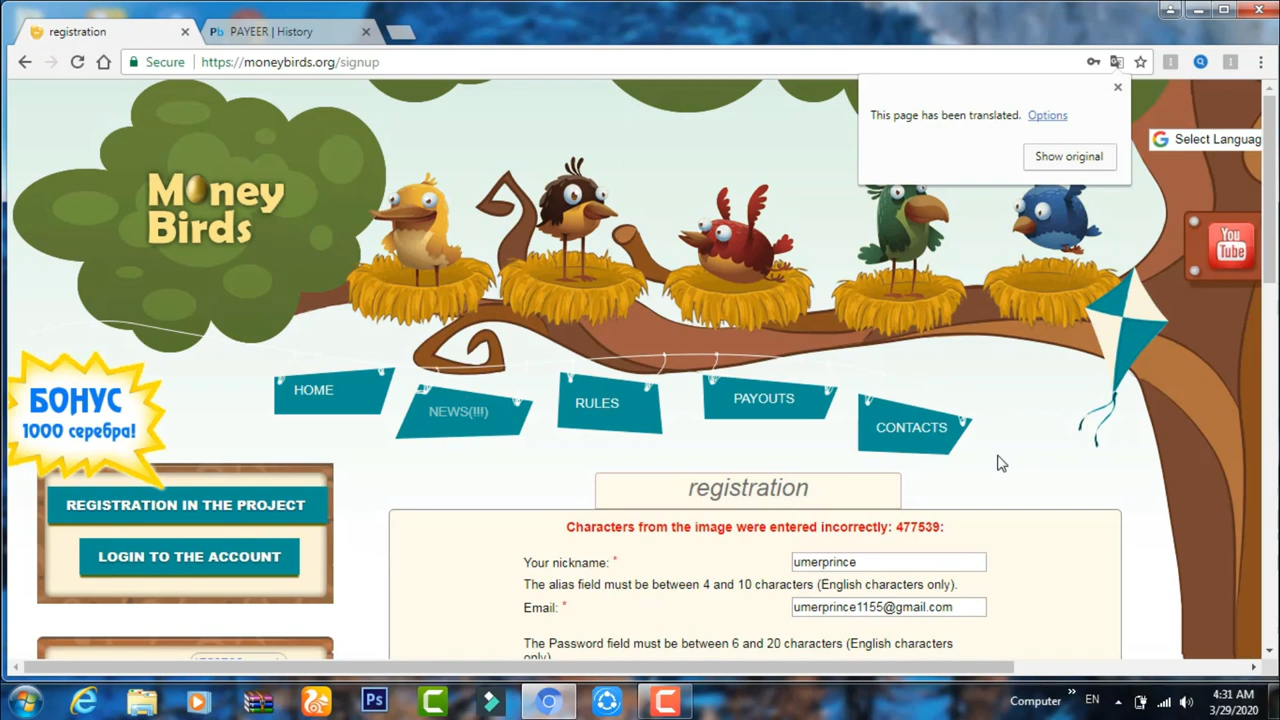 registration
PAYEER | History
Secure
https://moneybirds.org/signup
This page has been translated. Options
Show original
Select Languag
Money
Birds
You
Tube
HOME
NEWS(!!!)
RULES
PAYOUTS
CONTACTS
БОНУС
1000 серебра!
REGISTRATION IN THE PROJECT
LOGIN TO THE ACCOUNT
registration
Characters from the image were entered incorrectly: 477539:
Your nickname: *
umerprince
The alias field must be between 4 and 10 characters (English characters only).
Email: *
umerprince1155@gmail.com
The Password field must be between 6 and 20 characters (English characters
only)
Computer
EN
4:31 AM
3/29/2020